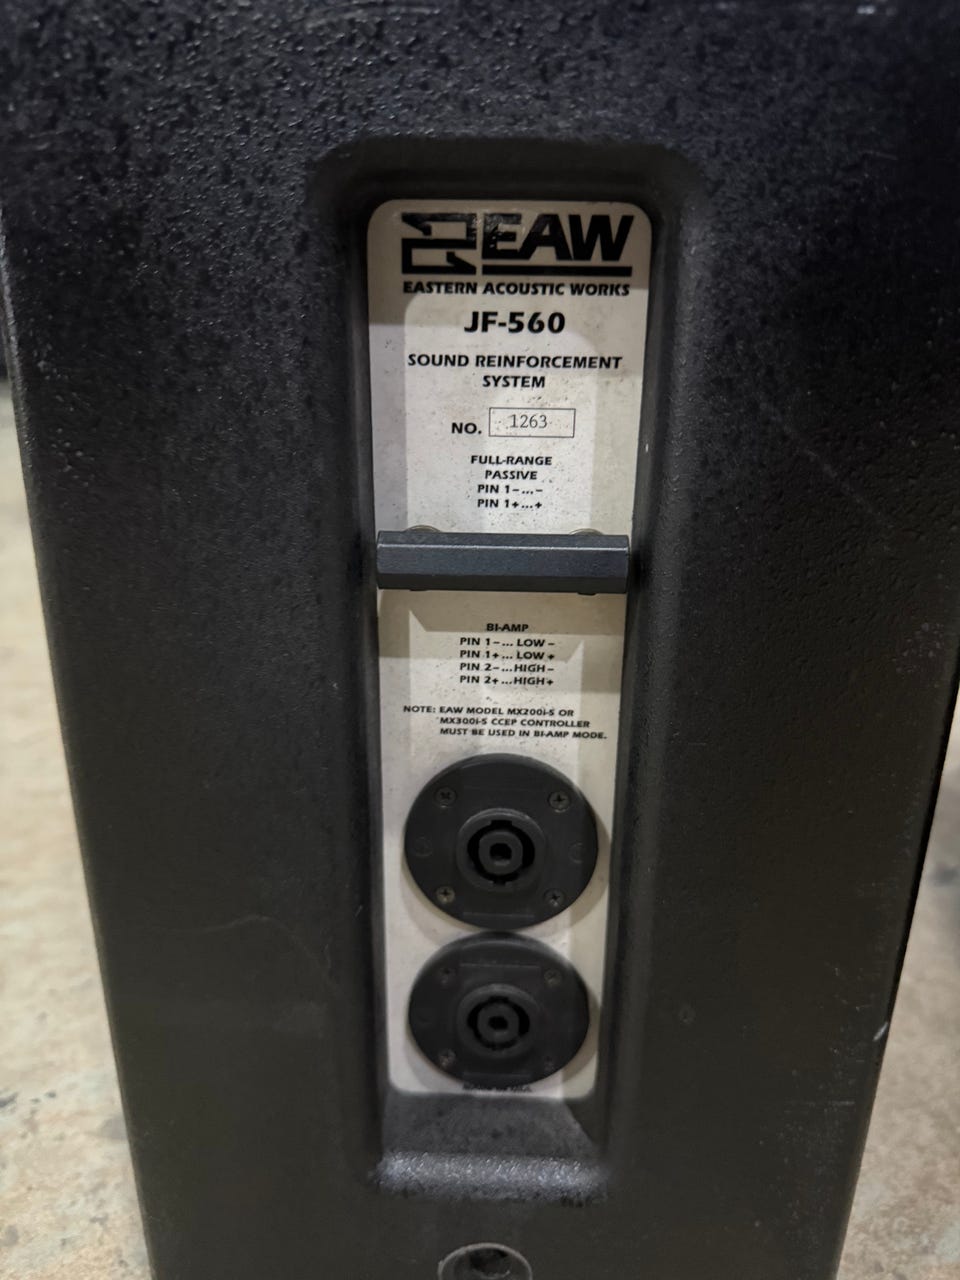 EAW
EASTERN ACOUSTIC WORKS
JF-560
SOUND REINFORCEMENT
SYSTEM
NO. 1263
FULL-RANGE
PASSIVE
PIN 1-...-
PIN 1+...+
BI-AMP
PIN 1-...LOW-
PIN 1+...LOW+
PIN 2-...HIGH-
PIN 2+...HIGH+
NOTE: EAW MODEL MX200i-S OR
MX300i-S CCEP CONTROLLER
MUST BE USED IN BI-AMP MODE.